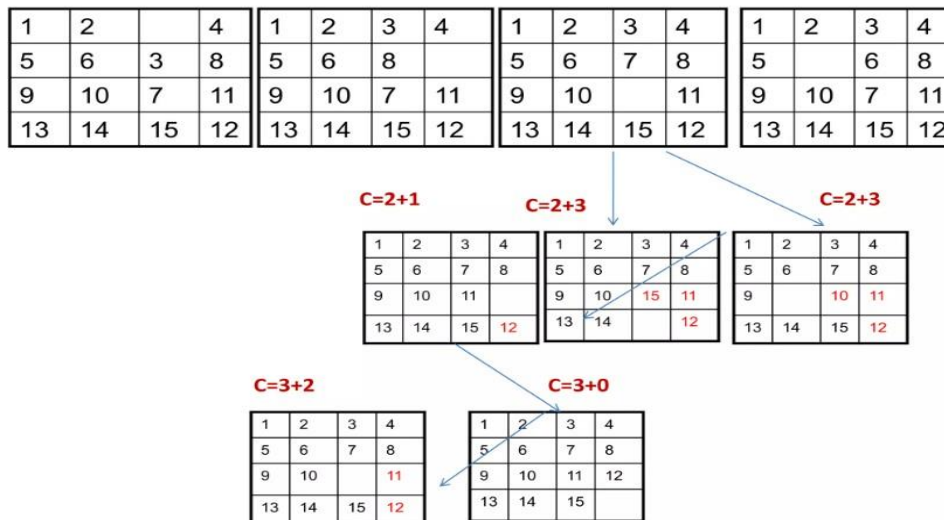 1 2 4 1 2 3 4 1 2 3 4 1 2 3 4
5 6 3 8 5 6 8 5 6 7 8 5 6 8
9 10 7 11 9 10 7 11 9 10 11 9 10 7 11
13 14 15 12 13 14 15 12 13 14 15 12 13 14 15 12
C=2+1 C=2+3 C=2+3
1 2 3 4 1 2 3 4 1 2 3 4
5 6 7 8 5 6 7 8 5 6 7 8
9 10 11 9 10 15 11 9 10 11
13 14 15 12 13 14 12 13 14 15 12
C=3+2 C=3+0
1 2 3 4 1 2 3 4
5 6 7 8 5 6 7 8
9 10 11 9 10 11 12
13 14 15 12 13 14 15